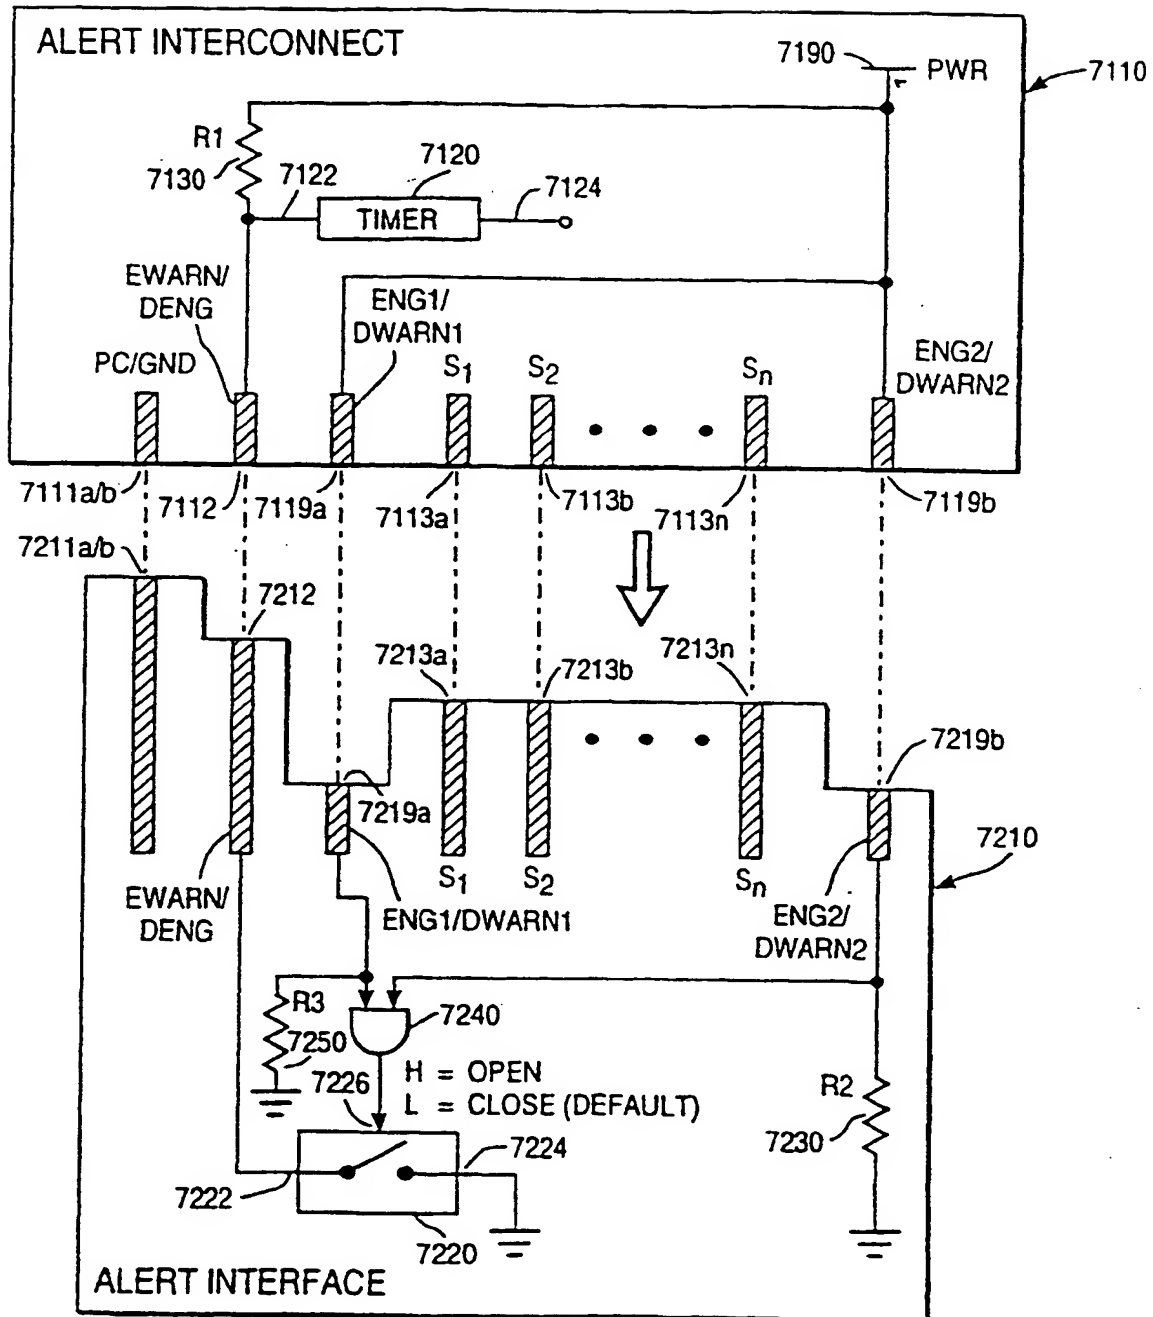 ALERT INTERCONNECT
7190
PWR
7110
R1
7130
7122
7120
TIMER
7124
EWARN/
DENG
ENG1/
DWARN1
PC/GND
S1
S2
Sn
ENG2/
DWARN2
7111a/b
7112
7119a
7113a
7113b
7113n
7119b
7211a/b
7212
7213a
7213b
7213n
7219b
7219a
7210
EWARN/
DENG
S1
S2
Sn
ENG1/DWARN1
ENG2/
DWARN2
R3
7250
7240
7226
H = OPEN
L = CLOSE (DEFAULT)
R2
7230
7224
7222
7220
ALERT INTERFACE